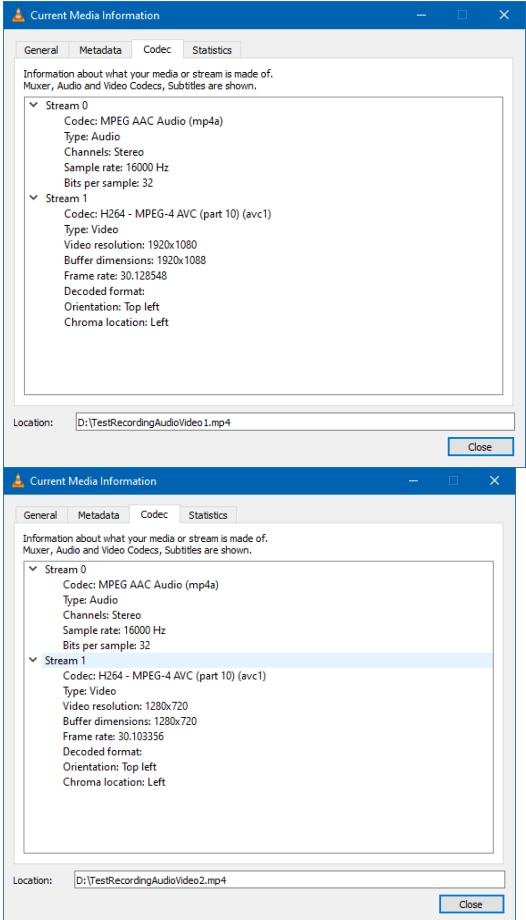 Current Media Information
General Metadata Codec Statistics
Information about what your media or stream is made of.
Muxer, Audio and Video Codecs, Subtitles are shown.
Stream 0
Codec: MPEG AAC Audio (mp4a)
Type: Audio
Channels: Stereo
Sample rate: 16000 Hz
Bits per sample: 32
Stream 1
Codec: H264 - MPEG-4 AVC (part 10) (avc1)
Type: Video
Video resolution: 1920x1080
Buffer dimensions: 1920x1088
Frame rate: 30.128548
Decoded format:
Orientation: Top left
Chroma location: Left
Location: D:\TestRecordingAudioVideo1.mp4
Close
Current Media Information
General Metadata Codec Statistics
Information about what your media or stream is made of.
Muxer, Audio and Video Codecs, Subtitles are shown.
Stream 0
Codec: MPEG AAC Audio (mp4a)
Type: Audio
Channels: Stereo
Sample rate: 16000 Hz
Bits per sample: 32
Stream 1
Codec: H264 - MPEG-4 AVC (part 10) (avc1)
Type: Video
Video resolution: 1280x720
Buffer dimensions: 1280x720
Frame rate: 30.103356
Decoded format:
Orientation: Top left
Chroma location: Left
Location: D:\TestRecordingAudioVideo2.mp4
Close